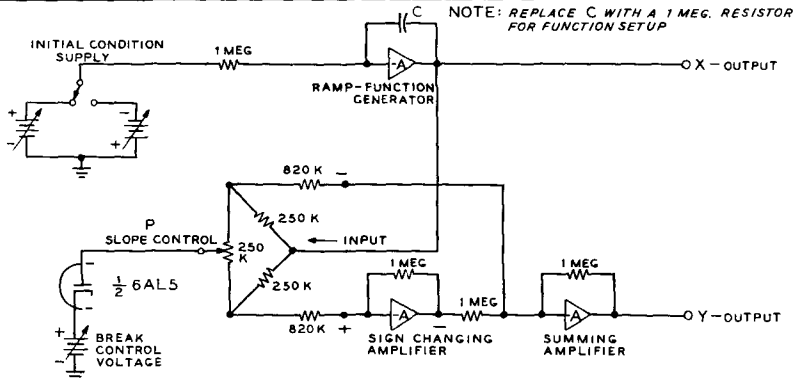 NOTE: REPLACE C WITH A 1 MEG. RESISTOR
FOR FUNCTION SETUP
C
INITIAL CONDITION
SUPPLY
1 MEG
-A
X-OUTPUT
RAMP-FUNCTION
GENERATOR
+
-
-
+
820 K
-
250 K
P
SLOPE CONTROL
250
K
INPUT
250 K
½ 6AL5
-
-
1 MEG
1 MEG
1 MEG
820 K
+
-A
-
-A
Y-OUTPUT
SIGN CHANGING
AMPLIFIER
SUMMING
AMPLIFIER
+
-
BREAK
CONTROL
VOLTAGE